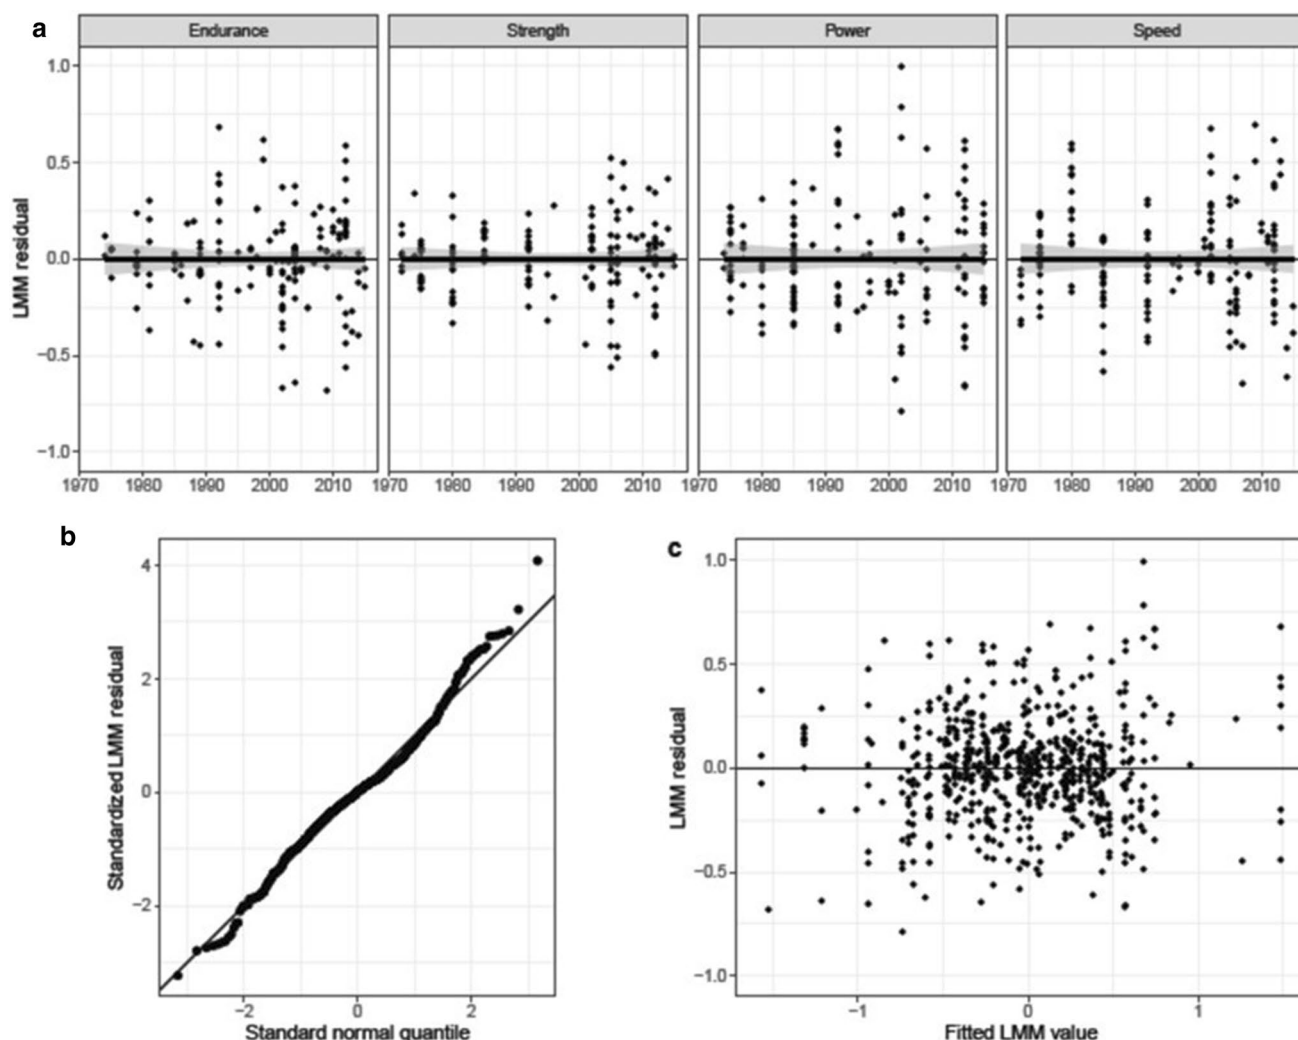 a
Endurance Strength Power Speed
1.0
0.5
0.0
−0.5
−1.0
LMM residual
1970 1980 1990 2000 2010 1970 1980 1990 2000 2010 1970 1980 1990 2000 2010 1970 1980 1990 2000 2010
b
4
2
0
−2
Standardized LMM residual
−2 0 2
Standard normal quantile
c
1.0
0.5
0.0
−0.5
−1.0
LMM residual
−1 0 1
Fitted LMM value